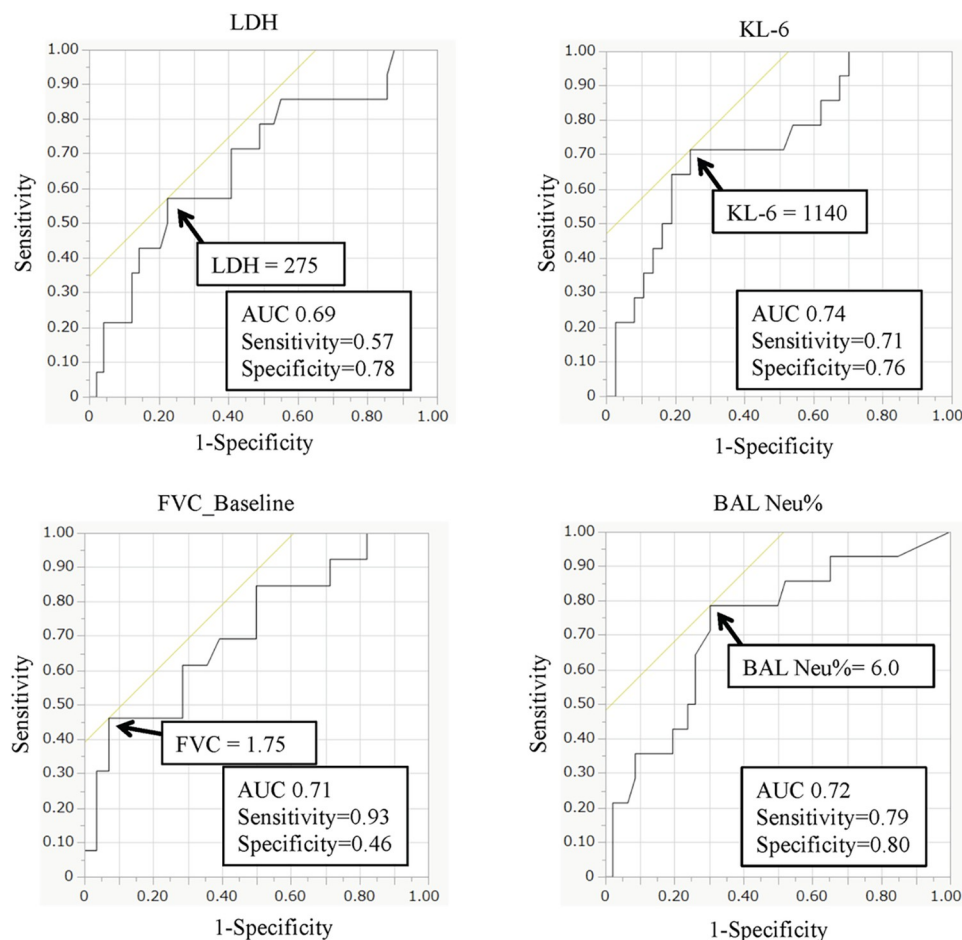 LDH
1.00
0.90
0.80
0.70
0.60
0.50
0.40
0.30
0.20
0.10
0
Sensitivity
LDH = 275
AUC 0.69
Sensitivity=0.57
Specificity=0.78
0.20 0.40 0.60 0.80 1.00
1-Specificity
KL-6
1.00
0.90
0.80
0.70
0.60
0.50
0.40
0.30
0.20
0.10
0
Sensitivity
KL-6 = 1140
AUC 0.74
Sensitivity=0.71
Specificity=0.76
0.20 0.40 0.60 0.80 1.00
1-Specificity
FVC_Baseline
1.00
0.90
0.80
0.70
0.60
0.50
0.40
0.30
0.20
0.10
0
Sensitivity
FVC = 1.75
AUC 0.71
Sensitivity=0.93
Specificity=0.46
0.20 0.40 0.60 0.80 1.00
1-Specificity
BAL Neu%
1.00
0.90
0.80
0.70
0.60
0.50
0.40
0.30
0.20
0.10
0
Sensitivity
BAL Neu%= 6.0
AUC 0.72
Sensitivity=0.79
Specificity=0.80
0.20 0.40 0.60 0.80 1.00
1-Specificity